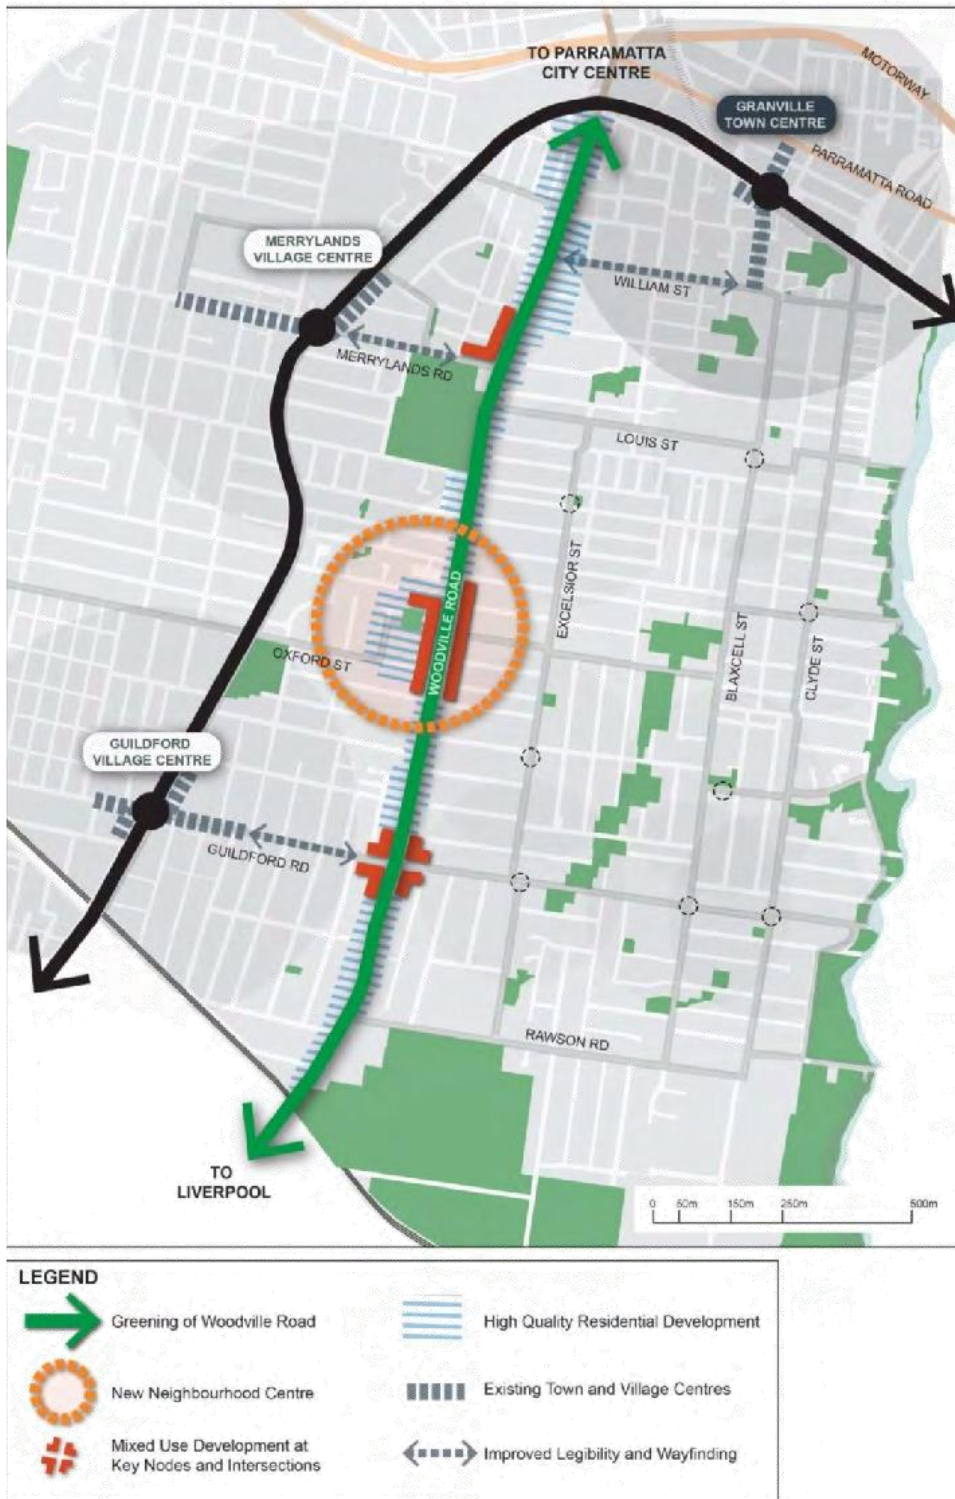 TO PARRAMATTA
CITY CENTRE
MOTORWAY
GRANVILLE
TOWN CENTRE
PARRAMATTA ROAD
MERRYLANDS
VILLAGE CENTRE
WILLIAM ST
MERRYLANDS RD
LOUIS ST
EXCELSIOR ST
WOODVILLE ROAD
BLAXCELL ST
CLYDE ST
OXFORD ST
GUILDFORD
VILLAGE CENTRE
GUILDFORD RD
RAWSON RD
TO
LIVERPOOL
0 50m 150m 250m 500m
LEGEND
Greening of Woodville Road
High Quality Residential Development
New Neighbourhood Centre
Existing Town and Village Centres
Mixed Use Development at
Key Nodes and Intersections
Improved Legibility and Wayfinding